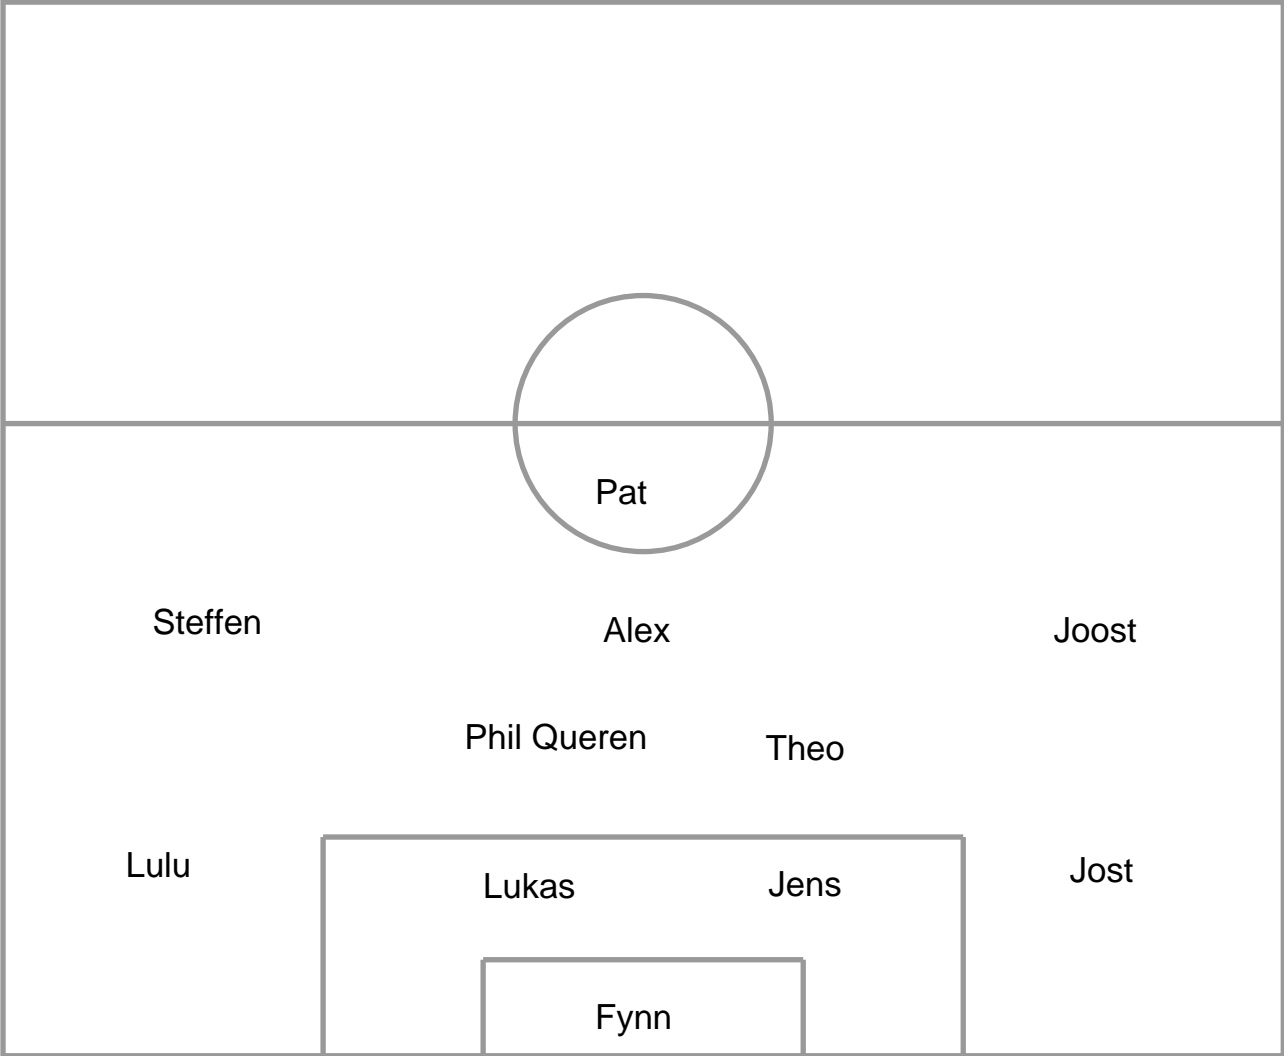 Pat
Steffen
Alex
Joost
Phil Queren
Theo
Lulu
Lukas
Jens
Jost
Fynn